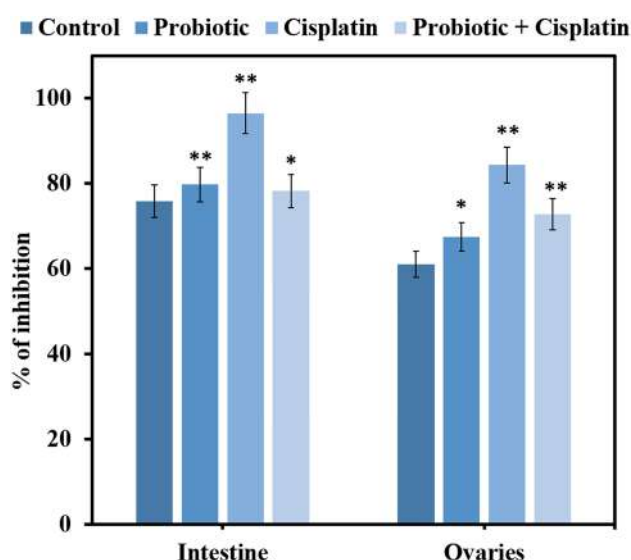 Control Probiotic Cisplatin Probiotic + Cisplatin
% of inhibition
100
80
60
40
20
0
** ** * * ** **
Intestine Ovaries